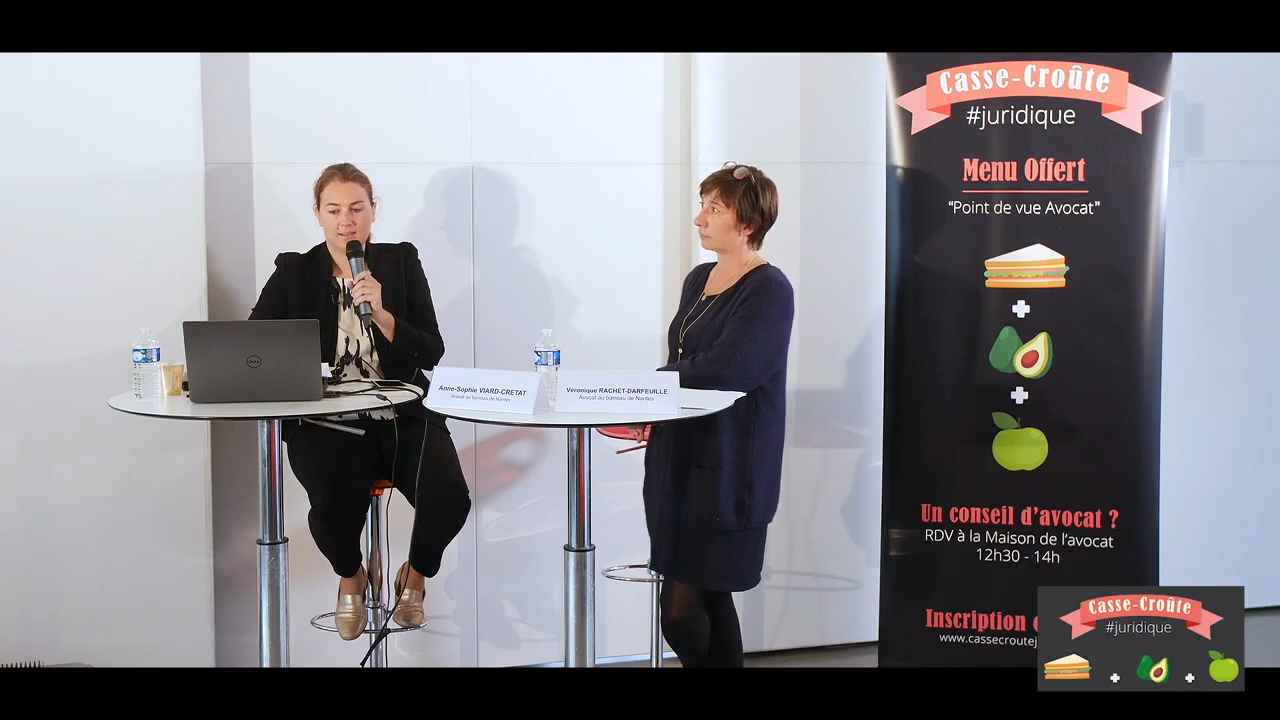 Casse-Croûte
#juridique
Menu Offert
“Point de vue Avocat”
Un conseil d’avocat ?
RDV à la Maison de l’avocat
12h30 - 14h
Inscription
www.cassecroutej
DELL
Anne-Sophie VIARD-CRETAT
Avocat au barreau de Nantes
Véronique RACHET-DARFEUILLE
Avocat au barreau de Nantes
Casse-Croûte
#juridique